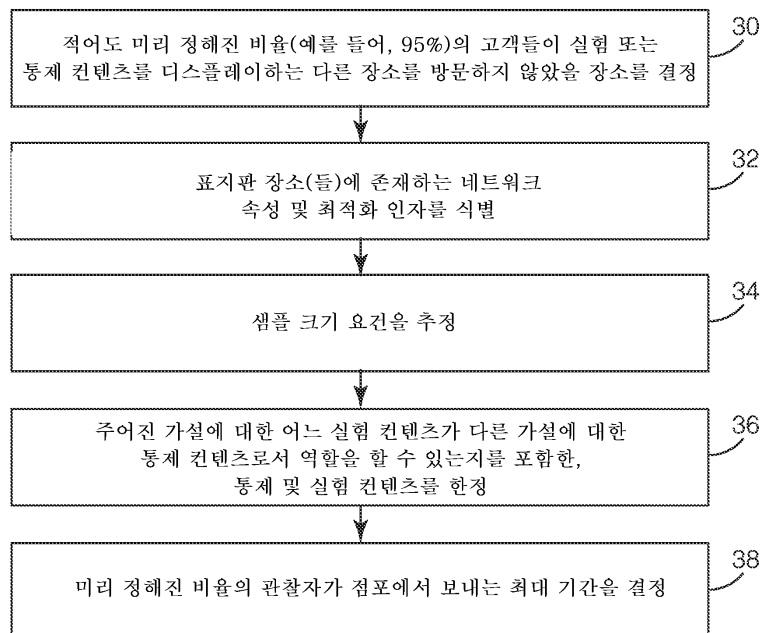 적어도 미리 정해진 비율(예를 들어, 95%)의 고객들이 실험 또는
통제 컨텐츠를 디스플레이하는 다른 장소를 방문하지 않았을 장소를 결정
30
표지판 장소(들)에 존재하는 네트워크
속성 및 최적화 인자를 식별
32
샘플 크기 요건을 추정
34
주어진 가설에 대한 어느 실험 컨텐츠가 다른 가설에 대한
통제 컨텐츠로서 역할을 할 수 있는지를 포함한,
통제 및 실험 컨텐츠를 한정
36
미리 정해진 비율의 관찰자가 점포에서 보내는 최대 기간을 결정
38